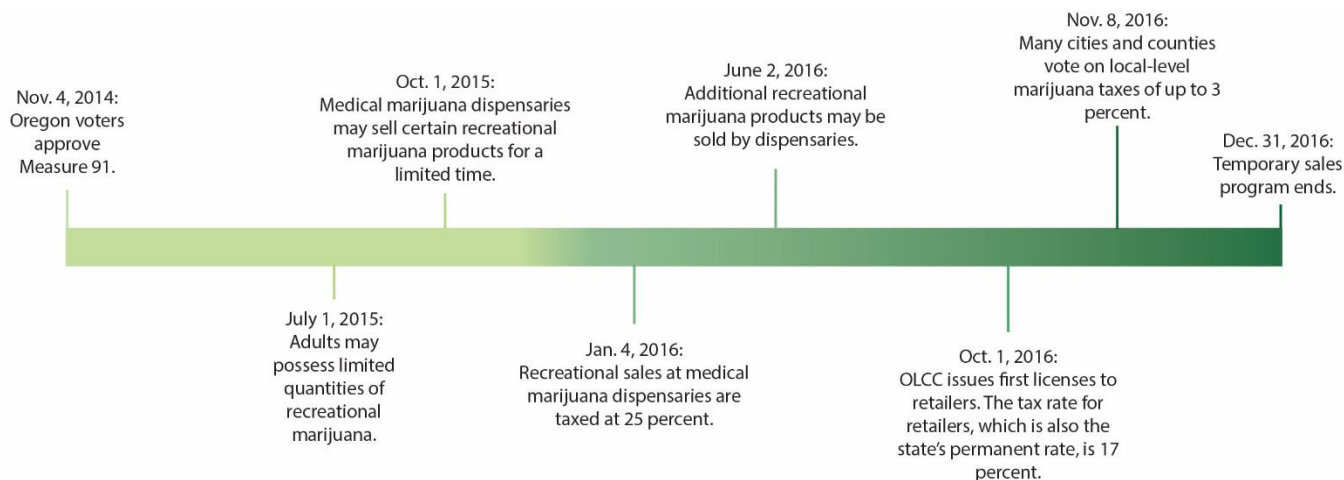 Nov. 4, 2014:
Oregon voters
approve
Measure 91.
July 1, 2015:
Adults may
possess limited
quantities of
recreational
marijuana.
Oct. 1, 2015:
Medical marijuana dispensaries
may sell certain recreational
marijuana products for a
limited time.
Jan. 4, 2016:
Recreational sales at medical
marijuana dispensaries are
taxed at 25 percent.
June 2, 2016:
Additional recreational
marijuana products may be
sold by dispensaries.
Oct. 1, 2016:
OLCC issues first licenses to
retailers. The tax rate for
retailers, which is also the
state's permanent rate, is 17
percent.
Nov. 8, 2016:
Many cities and counties
vote on local-level
marijuana taxes of up to 3
percent.
Dec. 31, 2016:
Temporary sales
program ends.